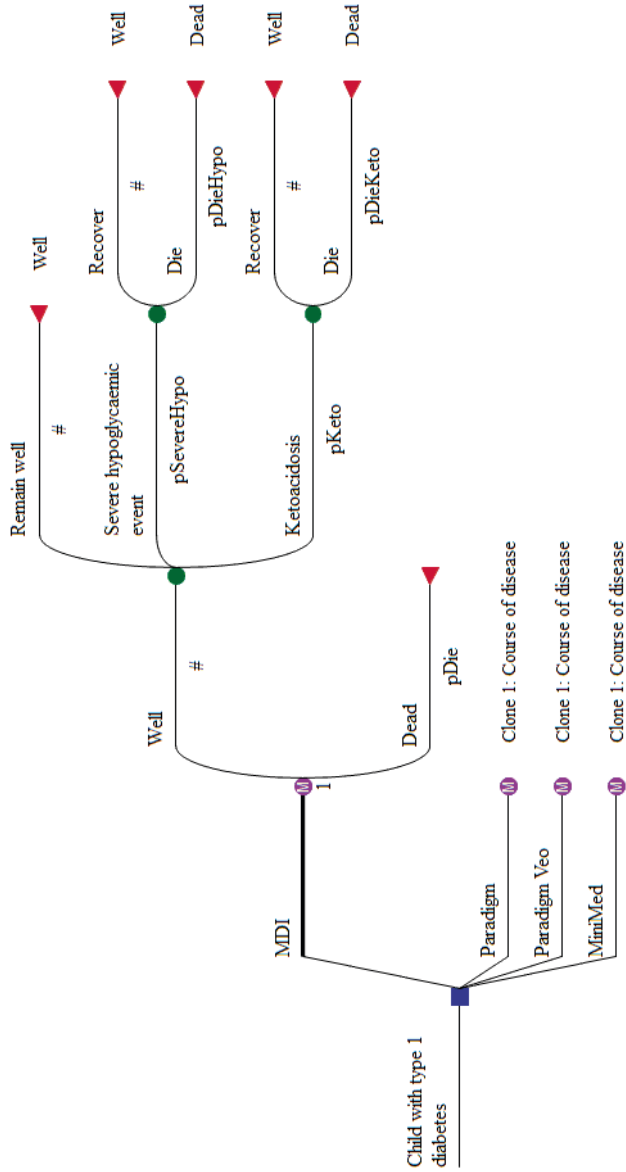 Child with type 1
diabetes
MDI
1
Well
#
Remain well
#
Well
Severe hypoglycaemic
event
pSevereHypo
Recover
#
Well
Die
pDieHypo
Dead
Ketoacidosis
pKeto
Recover
#
Well
Die
pDieKeto
Dead
Dead
pDie
Paradigm
M
Clone 1: Course of disease
Paradigm Veo
M
Clone 1: Course of disease
MiniMed
M
Clone 1: Course of disease
M